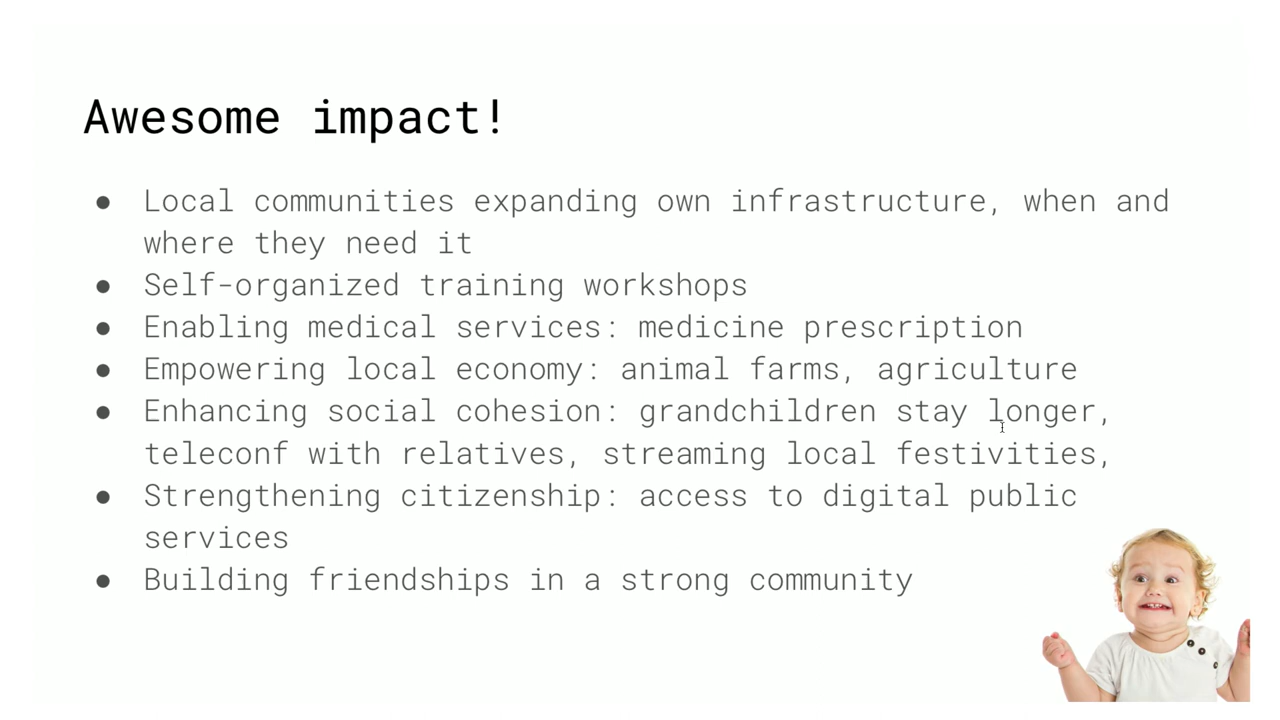 Awesome impact!
● Local communities expanding own infrastructure, when and
where they need it
● Self-organized training workshops
● Enabling medical services: medicine prescription
● Empowering local economy: animal farms, agriculture
● Enhancing social cohesion: grandchildren stay longer,
teleconf with relatives, streaming local festivities,
● Strengthening citizenship: access to digital public
services
● Building friendships in a strong community